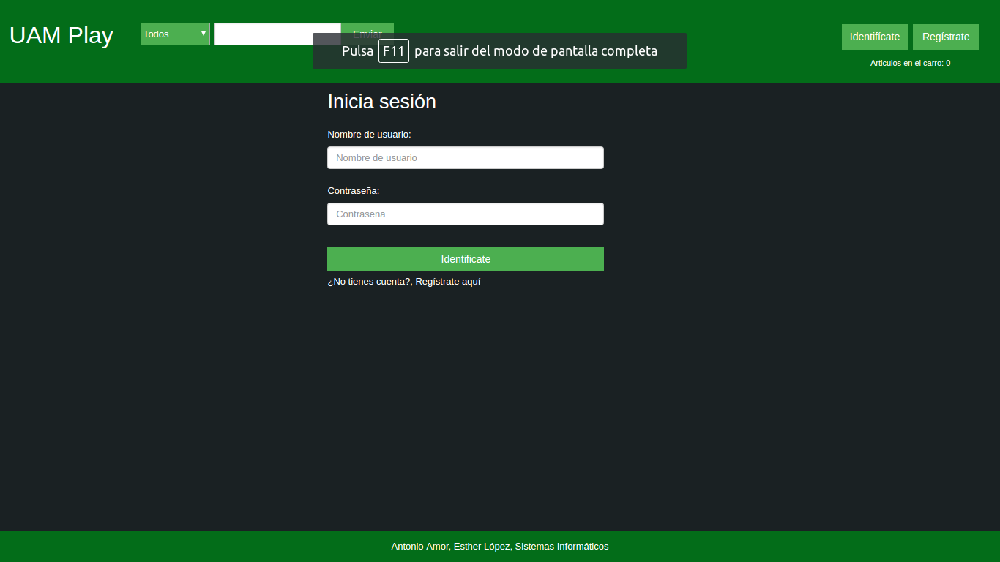 UAM Play
Todos
Enviar
Identifícate
Regístrate
Pulsa F11 para salir del modo de pantalla completa
Articulos en el carro: 0
Inicia sesión
Nombre de usuario:
Nombre de usuario
Contraseña:
Contraseña
Identificate
¿No tienes cuenta?, Regístrate aquí
Antonio Amor, Esther López, Sistemas Informáticos